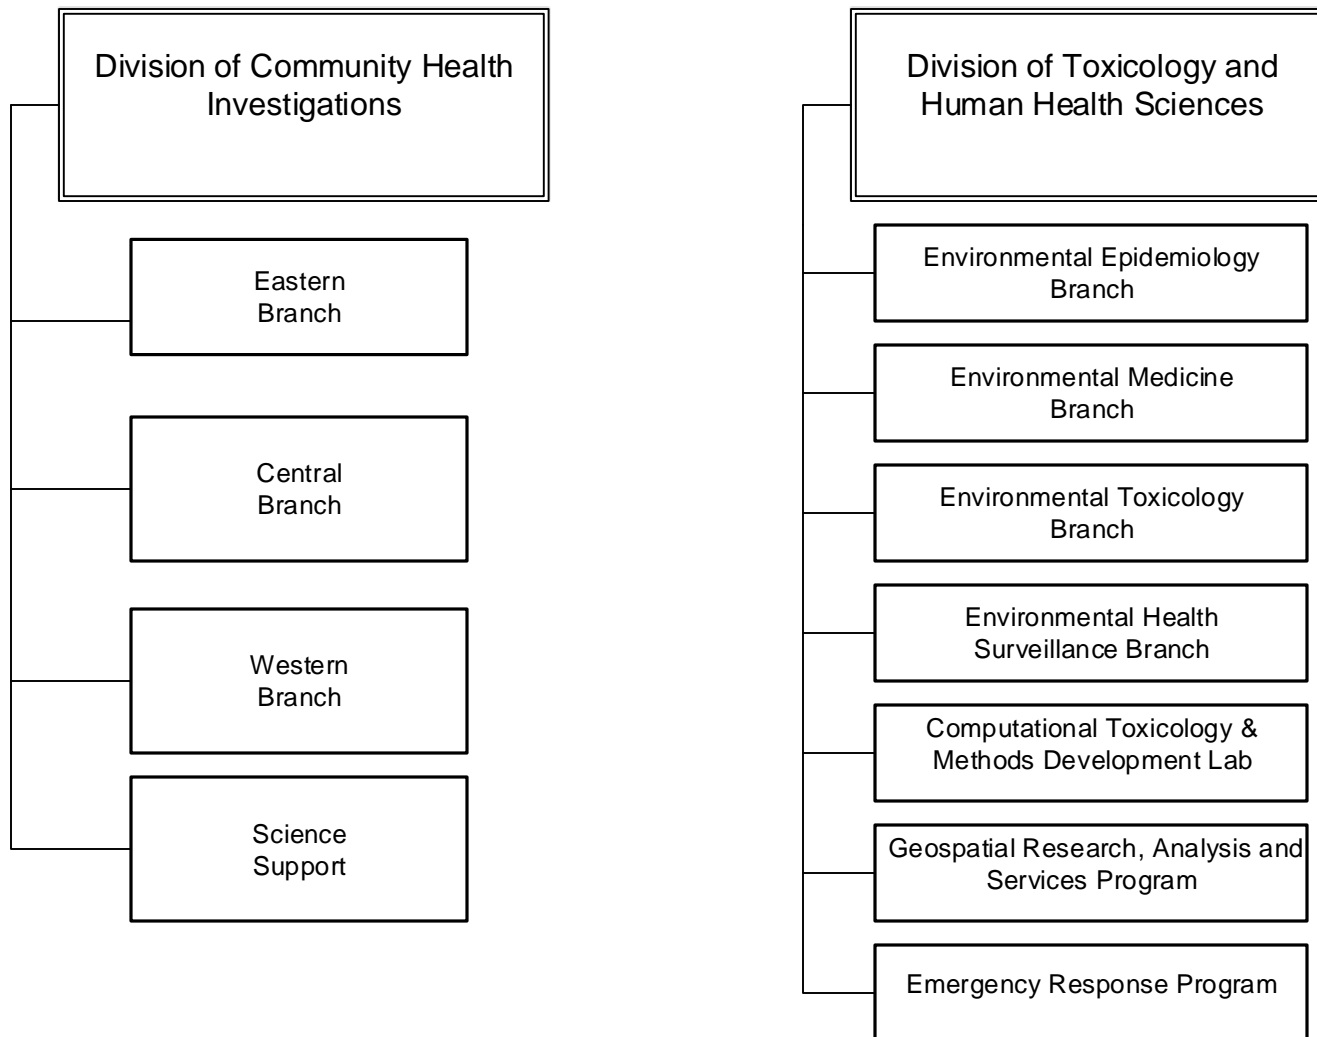 Division of Community Health
Investigations
Eastern
Branch
Central
Branch
Western
Branch
Science
Support
Division of Toxicology and
Human Health Sciences
Environmental Epidemiology
Branch
Environmental Medicine
Branch
Environmental Toxicology
Branch
Environmental Health
Surveillance Branch
Computational Toxicology &
Methods Development Lab
Geospatial Research, Analysis and
Services Program
Emergency Response Program